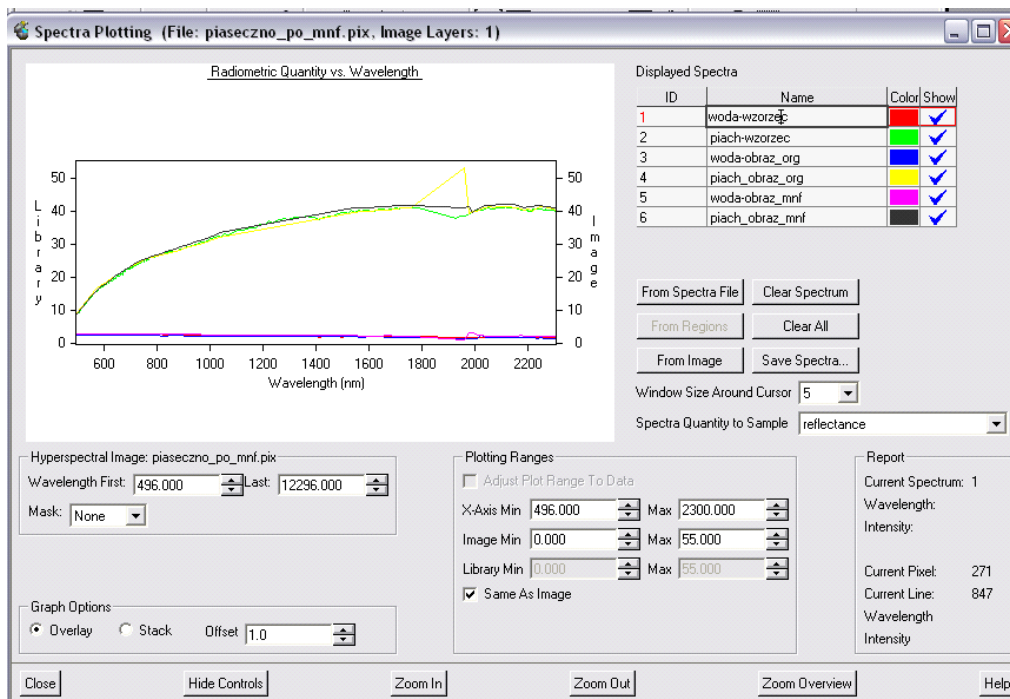 Spectra Plotting (File: piaseczno_po_mnf.pix, Image Layers: 1)
Radiometric Quantity vs. Wavelength
Library
Image
50 50
40 40
30 30
20 20
10 10
0 0
600 800 1000 1200 1400 1600 1800 2000 2200
Wavelength (nm)
Displayed Spectra
ID Name Color Show
1 woda-wzorzec
2 piach-wzorzec
3 woda-obraz_org
4 piach_obraz_org
5 woda-obraz_mnf
6 piach_obraz_mnf
From Spectra File Clear Spectrum
From Regions Clear All
From Image Save Spectra...
Window Size Around Cursor 5
Spectra Quantity to Sample reflectance
Hyperspectral Image: piaseczno_po_mnf.pix
Wavelength First: 496.000 Last: 12296.000
Mask: None
Graph Options
Overlay Stack Offset 1.0
Plotting Ranges
Adjust Plot Range To Data
X-Axis Min 496.000 Max 2300.000
Image Min 0.000 Max 55.000
Library Min 0.000 Max 55.000
Same As Image
Report
Current Spectrum: 1
Wavelength:
Intensity:
Current Pixel: 271
Current Line: 847
Wavelength
Intensity
Close Hide Controls Zoom In Zoom Out Zoom Overview Help